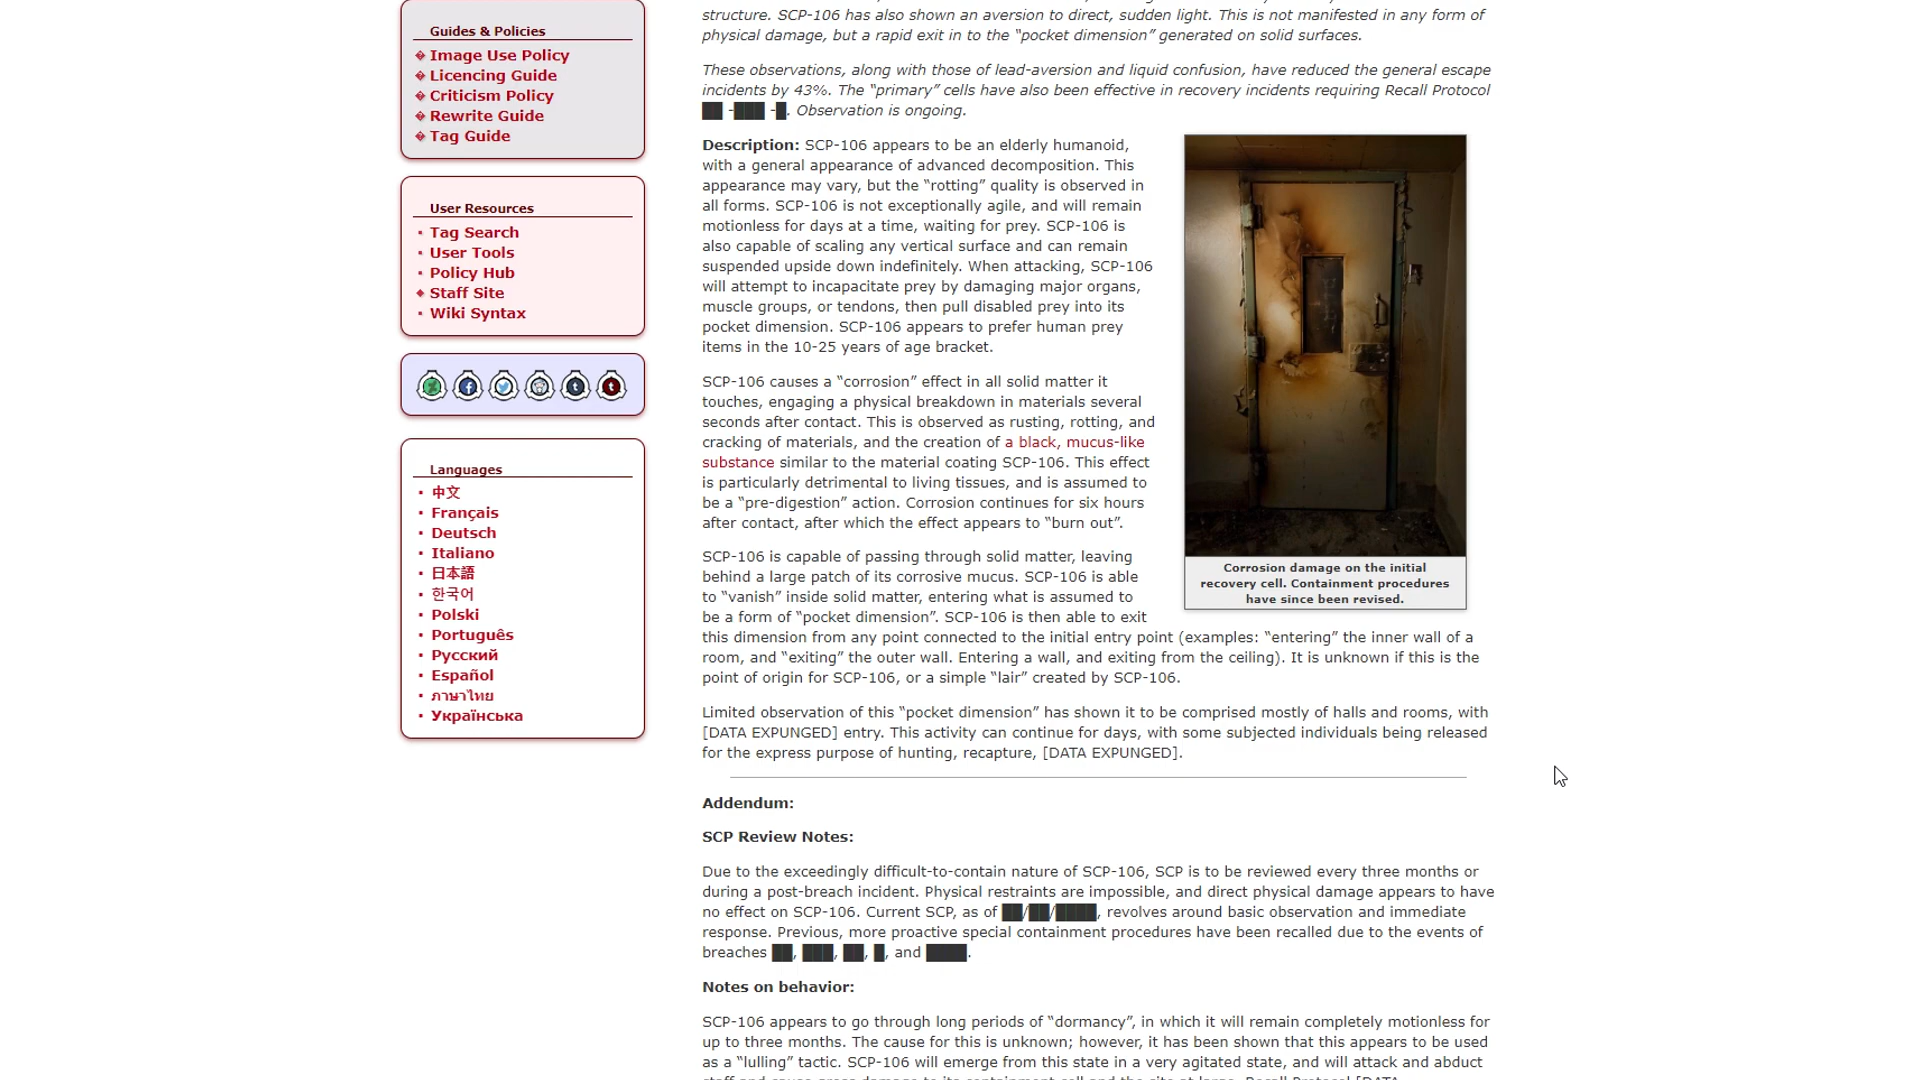 Guides & Policies
Image Use Policy
Licencing Guide
Criticism Policy
Rewrite Guide
Tag Guide
User Resources
Tag Search
User Tools
Policy Hub
Staff Site
Wiki Syntax
Languages
中文
Français
Deutsch
Italiano
日本語
한국어
Polski
Português
Русский
Español
ภาษาไทย
Українська
structure. SCP-106 has also shown an aversion to direct, sudden light. This is not manifested in any form of
physical damage, but a rapid exit in to the “pocket dimension” generated on solid surfaces.
These observations, along with those of lead-aversion and liquid confusion, have reduced the general escape
incidents by 43%. The “primary” cells have also been effective in recovery incidents requiring Recall Protocol
██ -███ -█. Observation is ongoing.
Description: SCP-106 appears to be an elderly humanoid,
with a general appearance of advanced decomposition. This
appearance may vary, but the “rotting” quality is observed in
all forms. SCP-106 is not exceptionally agile, and will remain
motionless for days at a time, waiting for prey. SCP-106 is
also capable of scaling any vertical surface and can remain
suspended upside down indefinitely. When attacking, SCP-106
will attempt to incapacitate prey by damaging major organs,
muscle groups, or tendons, then pull disabled prey into its
pocket dimension. SCP-106 appears to prefer human prey
items in the 10-25 years of age bracket.
SCP-106 causes a “corrosion” effect in all solid matter it
touches, engaging a physical breakdown in materials several
seconds after contact. This is observed as rusting, rotting, and
cracking of materials, and the creation of a black, mucus-like
substance similar to the material coating SCP-106. This effect
is particularly detrimental to living tissues, and is assumed to
be a “pre-digestion” action. Corrosion continues for six hours
after contact, after which the effect appears to “burn out”.
Corrosion damage on the initial
recovery cell. Containment procedures
have since been revised.
SCP-106 is capable of passing through solid matter, leaving
behind a large patch of its corrosive mucus. SCP-106 is able
to “vanish” inside solid matter, entering what is assumed to
be a form of “pocket dimension”. SCP-106 is then able to exit
this dimension from any point connected to the initial entry point (examples: “entering” the inner wall of a
room, and “exiting” the outer wall. Entering a wall, and exiting from the ceiling). It is unknown if this is the
point of origin for SCP-106, or a simple “lair” created by SCP-106.
Limited observation of this “pocket dimension” has shown it to be comprised mostly of halls and rooms, with
[DATA EXPUNGED] entry. This activity can continue for days, with some subjected individuals being released
for the express purpose of hunting, recapture, [DATA EXPUNGED].
Addendum:
SCP Review Notes:
Due to the exceedingly difficult-to-contain nature of SCP-106, SCP is to be reviewed every three months or
during a post-breach incident. Physical restraints are impossible, and direct physical damage appears to have
no effect on SCP-106. Current SCP, as of ██/██/████, revolves around basic observation and immediate
response. Previous, more proactive special containment procedures have been recalled due to the events of
breaches ██, ███, ██, █, and ████.
Notes on behavior:
SCP-106 appears to go through long periods of “dormancy”, in which it will remain completely motionless for
up to three months. The cause for this is unknown; however, it has been shown that this appears to be used
as a “lulling” tactic. SCP-106 will emerge from this state in a very agitated state, and will attack and abduct
staff and cause gross damage to its containment cell and the site at large. Recall Protocol [DATA